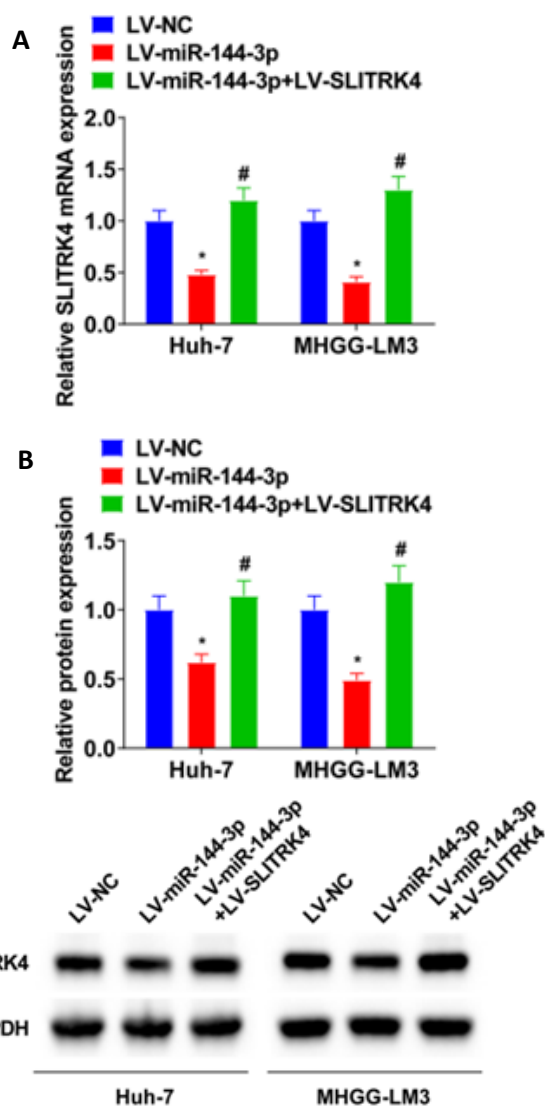 A
LV-NC
LV-miR-144-3p
LV-miR-144-3p+LV-SLITRK4
Relative SLITRK4 mRNA expression
2.0
1.5
1.0
0.5
0.0
*
#
*
#
Huh-7 MHGG-LM3
B
LV-NC
LV-miR-144-3p
LV-miR-144-3p+LV-SLITRK4
Relative protein expression
1.5
1.0
0.5
0.0
*
#
*
#
Huh-7 MHGG-LM3
LV-NC
LV-miR-144-3p
LV-miR-144-3p
+LV-SLITRK4
LV-NC
LV-miR-144-3p
LV-miR-144-3p
+LV-SLITRK4
RK4
PDH
Huh-7 MHGG-LM3